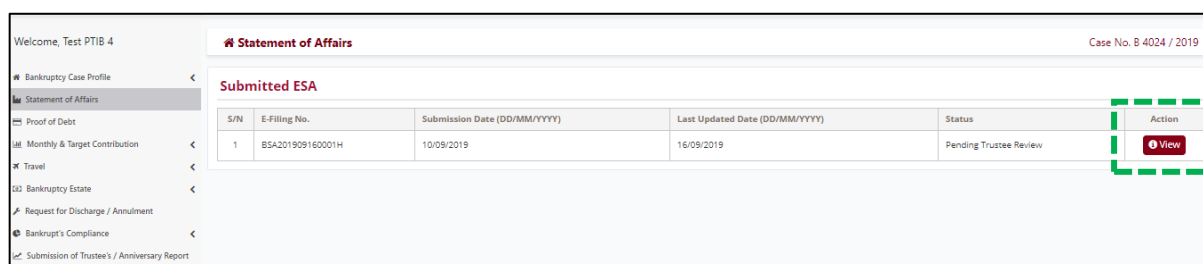 Welcome, Test PTIB 4
Statement of Affairs
Case No. B 4024 / 2019
Bankruptcy Case Profile
Statement of Affairs
Proof of Debt
Monthly & Target Contribution
Travel
Bankruptcy Estate
Request for Discharge / Annulment
Bankrupt's Compliance
Submission of Trustee's / Anniversary Report
Submitted ESA
S/N E-Filing No. Submission Date (DD/MM/YYYY) Last Updated Date (DD/MM/YYYY) Status Action
1 BSA201909160001H 10/09/2019 16/09/2019 Pending Trustee Review View